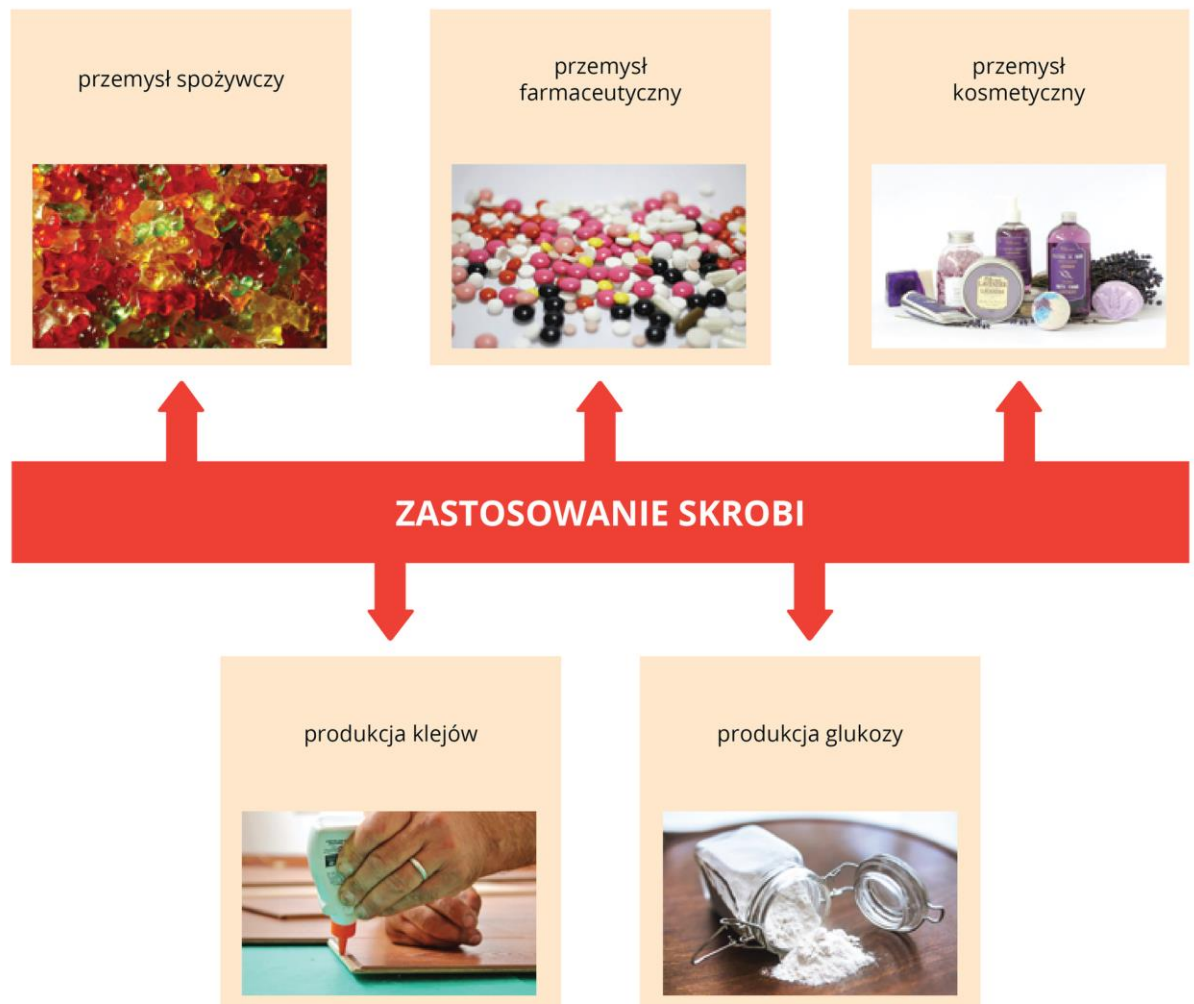 przemysł spożywczy
przemysł
farmaceutyczny
przemysł
kosmetyczny
ZASTOSOWANIE SKROBI
produkcja klejów
produkcja glukozy